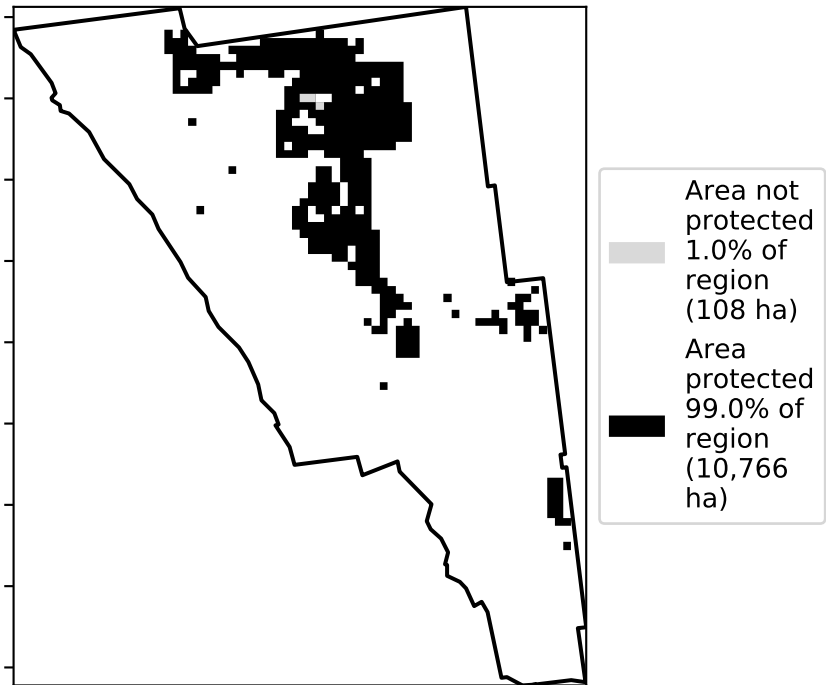 Area not
protected
1.0% of
region
(108 ha)
Area
protected
99.0% of
region
(10,766
ha)